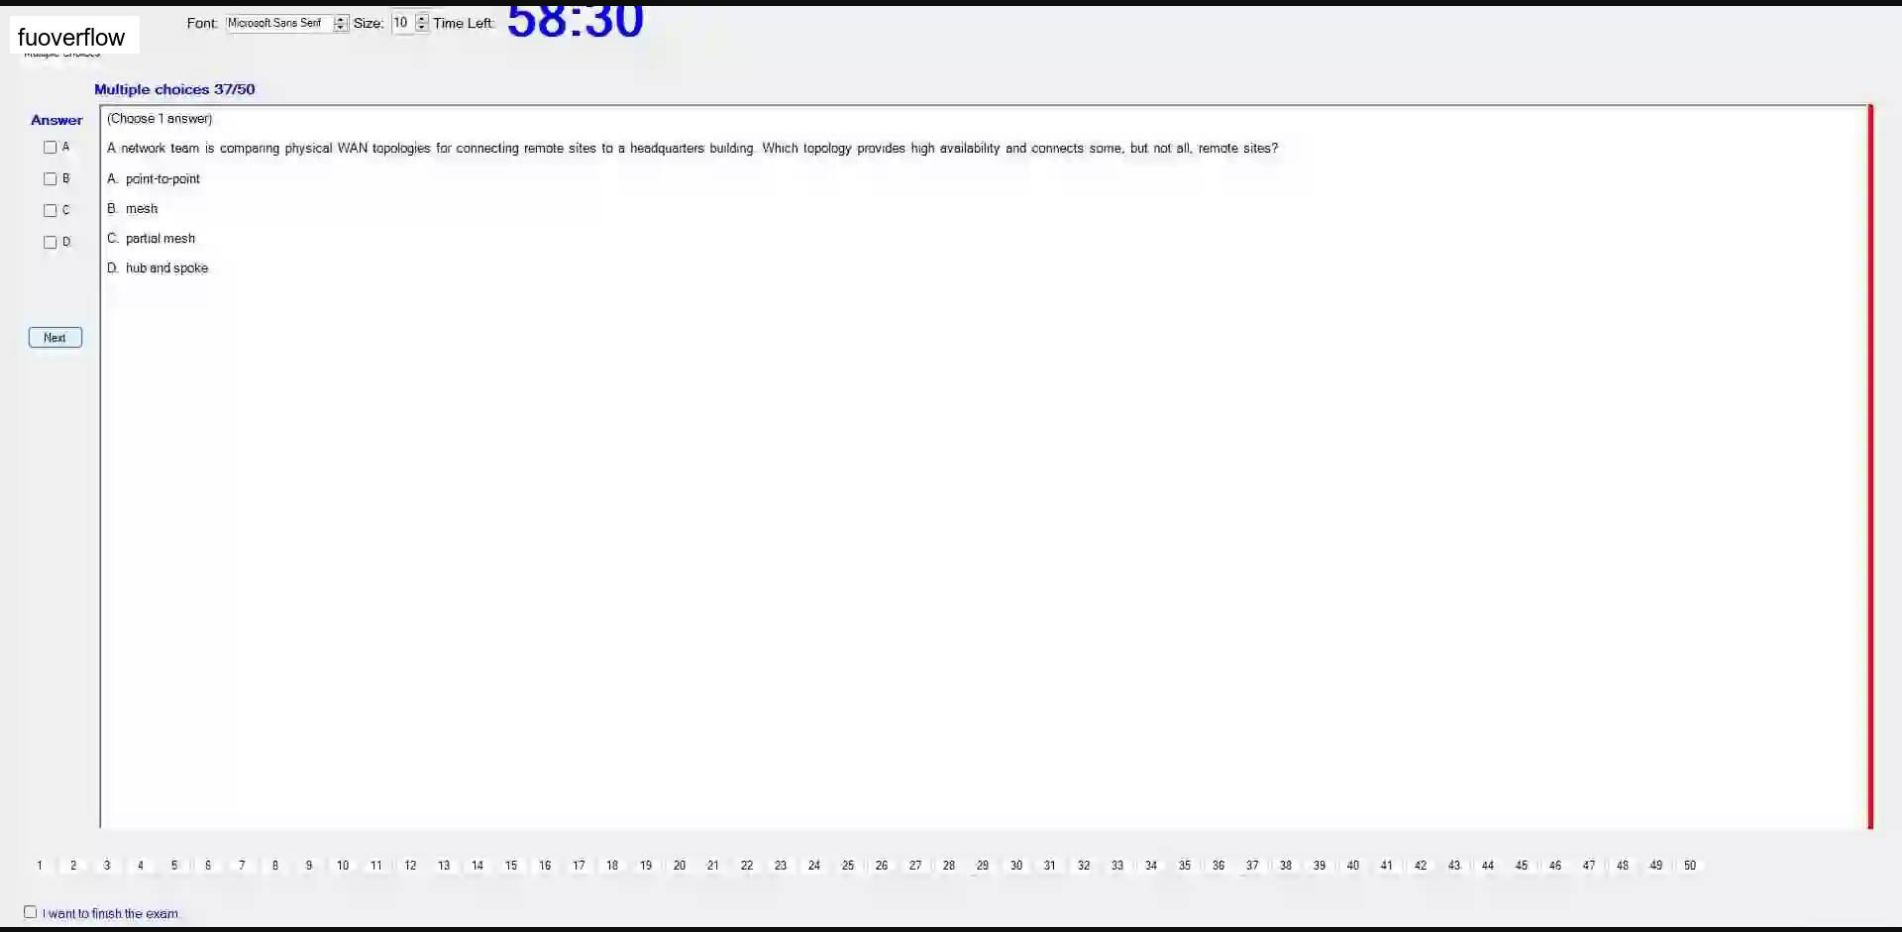 Font: Microsoft Sans Serif Size: 10 Time Left: 58:30
fuoverflow
Multiple choices
Multiple choices 37/50
Answer
(Choose 1 answer)
A
A network team is comparing physical WAN topologies for connecting remote sites to a headquarters building. Which topology provides high availability and connects some, but not all, remote sites?
B
A. point-to-point
C
B. mesh
D
C. partial mesh
D. hub and spoke
Next
1 2 3 4 5 6 7 8 9 10 11 12 13 14 15 16 17 18 19 20 21 22 23 24 25 26 27 28 29 30 31 32 33 34 35 36 37 38 39 40 41 42 43 44 45 46 47 48 49 50
I want to finish the exam.